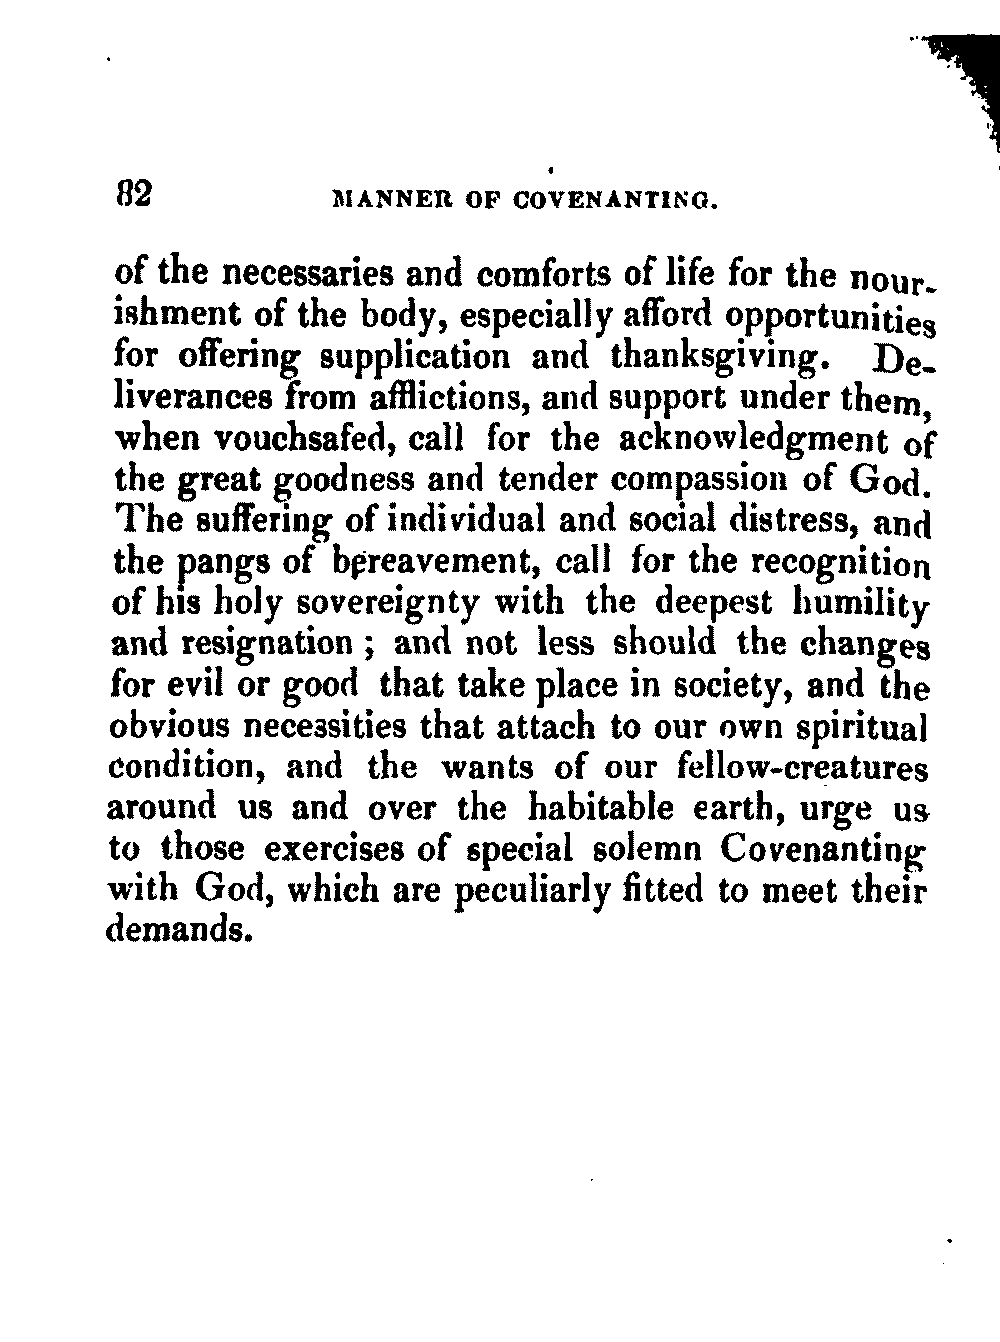 82 MANNER OF COVENANTING.
of the necessaries and comforts of life for the nour-
ishment of the body, especially afford opportunities
for offering supplication and thanksgiving. De-
liverances from afflictions, and support under them,
when vouchsafed, call for the acknowledgment of
the great goodness and tender compassion of God.
The suffering of individual and social distress, and
the pangs of bereavement, call for the recognition
of his holy sovereignty with the deepest humility
and resignation ; and not less should the changes
for evil or good that take place in society, and the
obvious necessities that attach to our own spiritual
condition, and the wants of our fellow-creatures
around us and over the habitable earth, urge us
to those exercises of special solemn Covenanting
with God, which are peculiarly fitted to meet their
demands.